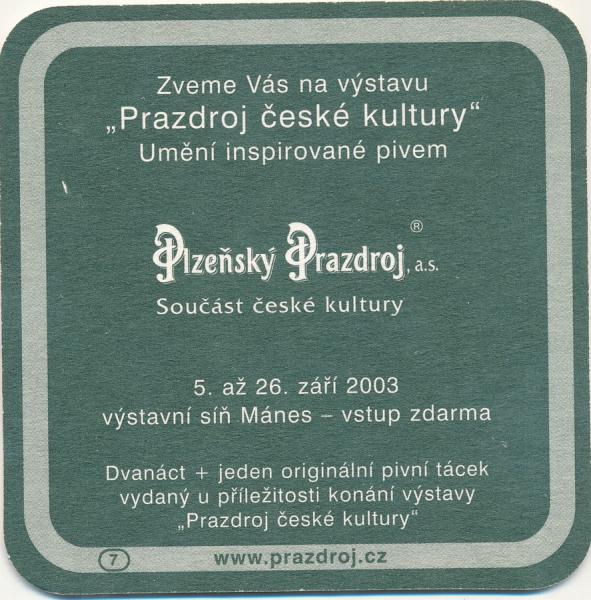 Zveme Vás na výstavu
„Prazdroj české kultury“
Umění inspirované pivem
Plzeňský Prazdroj, a.s. ®
Součást české kultury
5. až 26. září 2003
výstavní síň Mánes – vstup zdarma
Dvanáct + jeden originální pivní tácek
vydaný u příležitosti konání výstavy
„Prazdroj české kultury“
7 www.prazdroj.cz